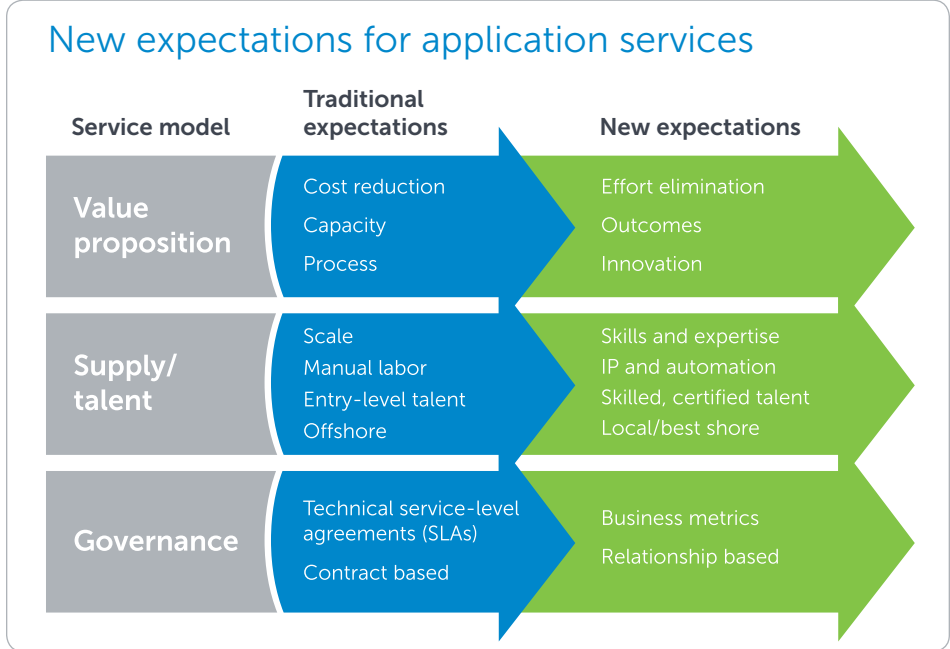 New expectations for application services
Service model
Traditional
expectations
New expectations
Value
proposition
Cost reduction
Capacity
Process
Effort elimination
Outcomes
Innovation
Supply/
talent
Scale
Manual labor
Entry-level talent
Offshore
Skills and expertise
IP and automation
Skilled, certified talent
Local/best shore
Governance
Technical service-level
agreements (SLAs)
Contract based
Business metrics
Relationship based